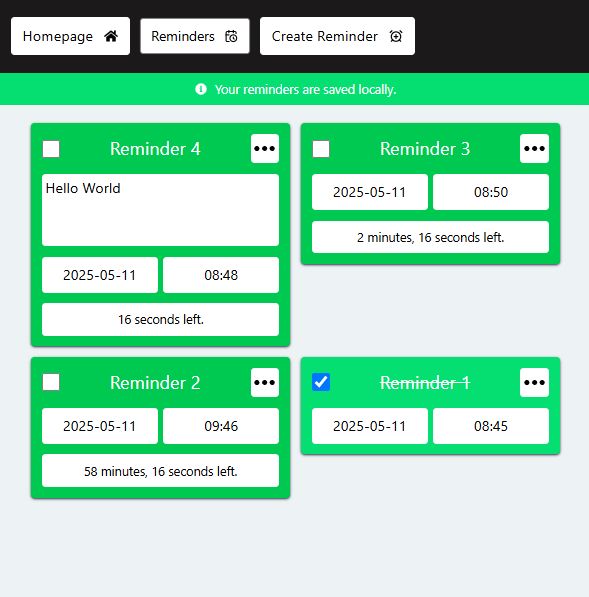 Homepage
Reminders
Create Reminder
Your reminders are saved locally.
Reminder 4
Hello World
2025-05-11
08:48
16 seconds left.
Reminder 3
2025-05-11
08:50
2 minutes, 16 seconds left.
Reminder 2
2025-05-11
09:46
58 minutes, 16 seconds left.
Reminder 1
2025-05-11
08:45